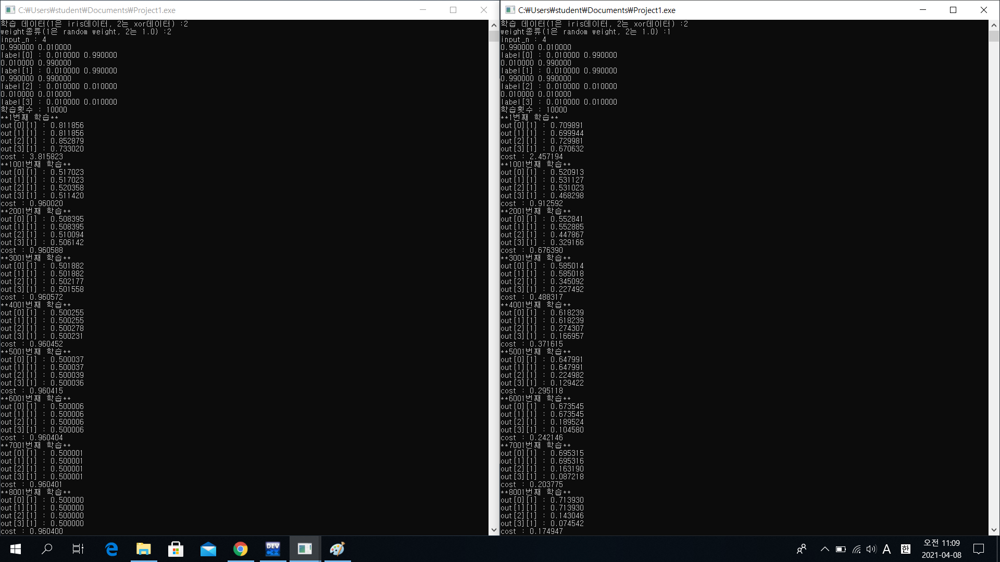 C:₩Users₩student₩Documents₩Project1.exe
학습 데이터(1은 iris데이터, 2는 xor데이터) :2
weight종류(1은 random weight, 2는 1.0) :2
input_n : 4
0.990000 0.010000
label[0] : 0.010000 0.990000
0.010000 0.990000
label[1] : 0.010000 0.990000
0.990000 0.990000
label[2] : 0.010000 0.010000
0.010000 0.010000
label[3] : 0.010000 0.010000
학습횟수 : 10000
**1번째 학습**
out[0][1] : 0.811856
out[1][1] : 0.811856
out[2][1] : 0.852879
out[3][1] : 0.733020
cost : 3.815823
**1001번째 학습**
out[0][1] : 0.517023
out[1][1] : 0.517023
out[2][1] : 0.520358
out[3][1] : 0.511420
cost : 0.960020
**2001번째 학습**
out[0][1] : 0.508395
out[1][1] : 0.508395
out[2][1] : 0.510094
out[3][1] : 0.506142
cost : 0.960588
**3001번째 학습**
out[0][1] : 0.501882
out[1][1] : 0.501882
out[2][1] : 0.502177
out[3][1] : 0.501558
cost : 0.960572
**4001번째 학습**
out[0][1] : 0.500255
out[1][1] : 0.500255
out[2][1] : 0.500278
out[3][1] : 0.500231
cost : 0.960452
**5001번째 학습**
out[0][1] : 0.500037
out[1][1] : 0.500037
out[2][1] : 0.500039
out[3][1] : 0.500036
cost : 0.960415
**6001번째 학습**
out[0][1] : 0.500006
out[1][1] : 0.500006
out[2][1] : 0.500006
out[3][1] : 0.500006
cost : 0.960404
**7001번째 학습**
out[0][1] : 0.500001
out[1][1] : 0.500001
out[2][1] : 0.500001
out[3][1] : 0.500001
cost : 0.960401
**8001번째 학습**
out[0][1] : 0.500000
out[1][1] : 0.500000
out[2][1] : 0.500000
out[3][1] : 0.500000
cost : 0.960400
C:₩Users₩student₩Documents₩Project1.exe
학습 데이터(1은 iris데이터, 2는 xor데이터) :2
weight종류(1은 random weight, 2는 1.0) :1
input_n : 4
0.990000 0.010000
label[0] : 0.010000 0.990000
0.010000 0.990000
label[1] : 0.010000 0.990000
0.990000 0.990000
label[2] : 0.010000 0.010000
0.010000 0.010000
label[3] : 0.010000 0.010000
학습횟수 : 10000
**1번째 학습**
out[0][1] : 0.709891
out[1][1] : 0.699944
out[2][1] : 0.729981
out[3][1] : 0.670632
cost : 2.457194
**1001번째 학습**
out[0][1] : 0.520913
out[1][1] : 0.531127
out[2][1] : 0.531023
out[3][1] : 0.468298
cost : 0.912592
**2001번째 학습**
out[0][1] : 0.552841
out[1][1] : 0.552885
out[2][1] : 0.447867
out[3][1] : 0.329166
cost : 0.676390
**3001번째 학습**
out[0][1] : 0.585014
out[1][1] : 0.585018
out[2][1] : 0.345092
out[3][1] : 0.227492
cost : 0.488317
**4001번째 학습**
out[0][1] : 0.618239
out[1][1] : 0.618239
out[2][1] : 0.274307
out[3][1] : 0.166957
cost : 0.371615
**5001번째 학습**
out[0][1] : 0.647991
out[1][1] : 0.647991
out[2][1] : 0.224982
out[3][1] : 0.129422
cost : 0.295118
**6001번째 학습**
out[0][1] : 0.673545
out[1][1] : 0.673545
out[2][1] : 0.189524
out[3][1] : 0.104580
cost : 0.242146
**7001번째 학습**
out[0][1] : 0.695315
out[1][1] : 0.695316
out[2][1] : 0.163190
out[3][1] : 0.087218
cost : 0.203775
**8001번째 학습**
out[0][1] : 0.713930
out[1][1] : 0.713930
out[2][1] : 0.143046
out[3][1] : 0.074542
cost : 0.174947
DEV
C++
A
한
오전 11:09
2021-04-08